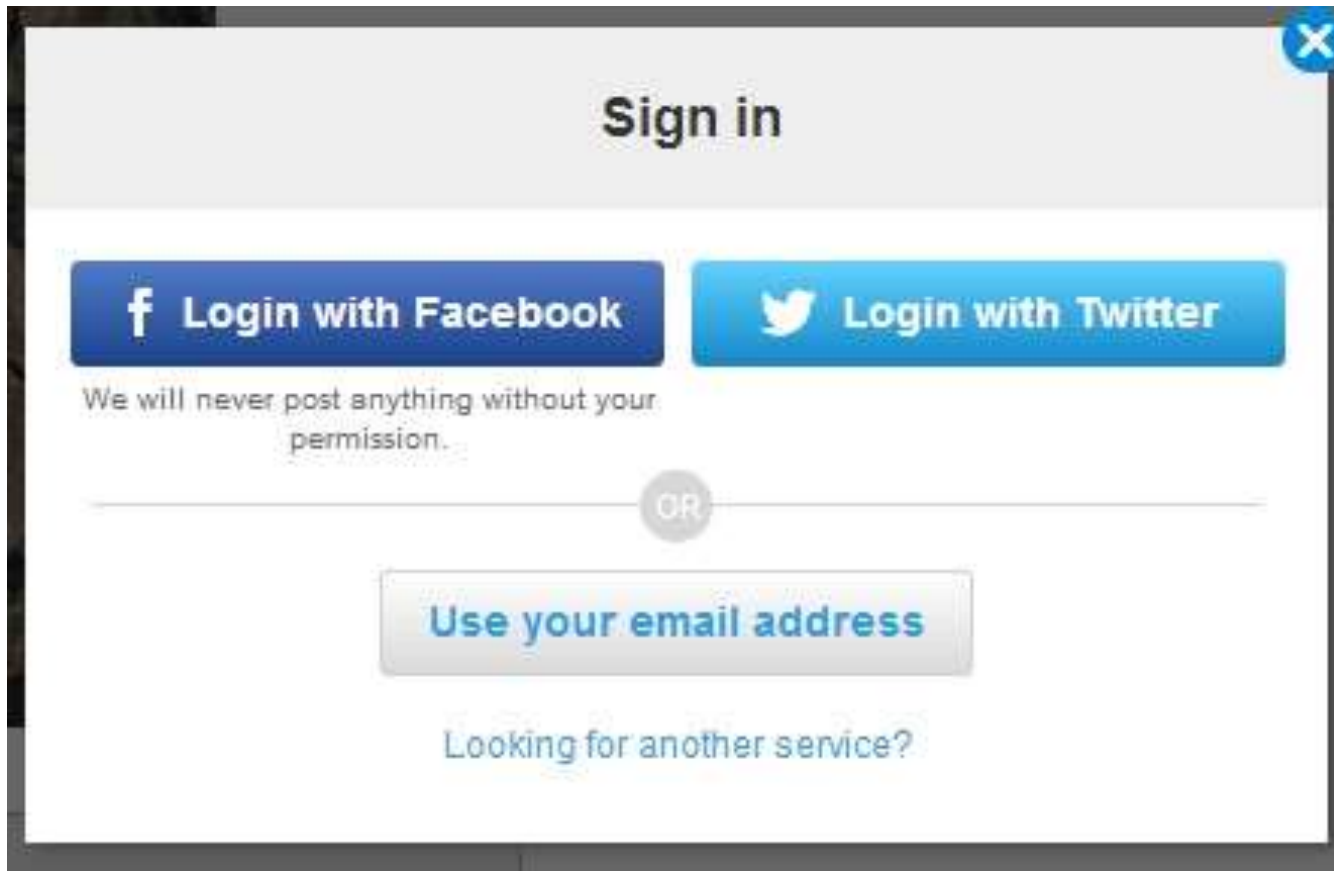 Sign in
Login with Facebook
Login with Twitter
We will never post anything without your
permission.
OR
Use your email address
Looking for another service?